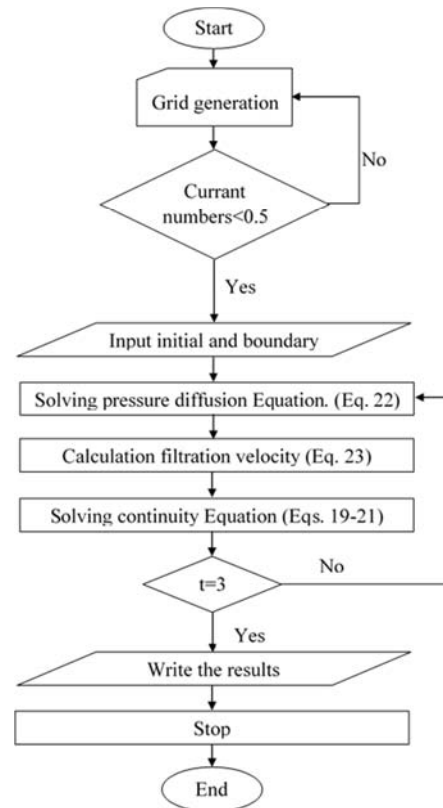 Start
Grid generation
No
Currant
numbers<0.5
Yes
Input initial and boundary
Solving pressure diffusion Equation. (Eq. 22)
Calculation filtration velocity (Eq. 23)
Solving continuity Equation (Eqs. 19-21)
No
t=3
Yes
Write the results
Stop
End